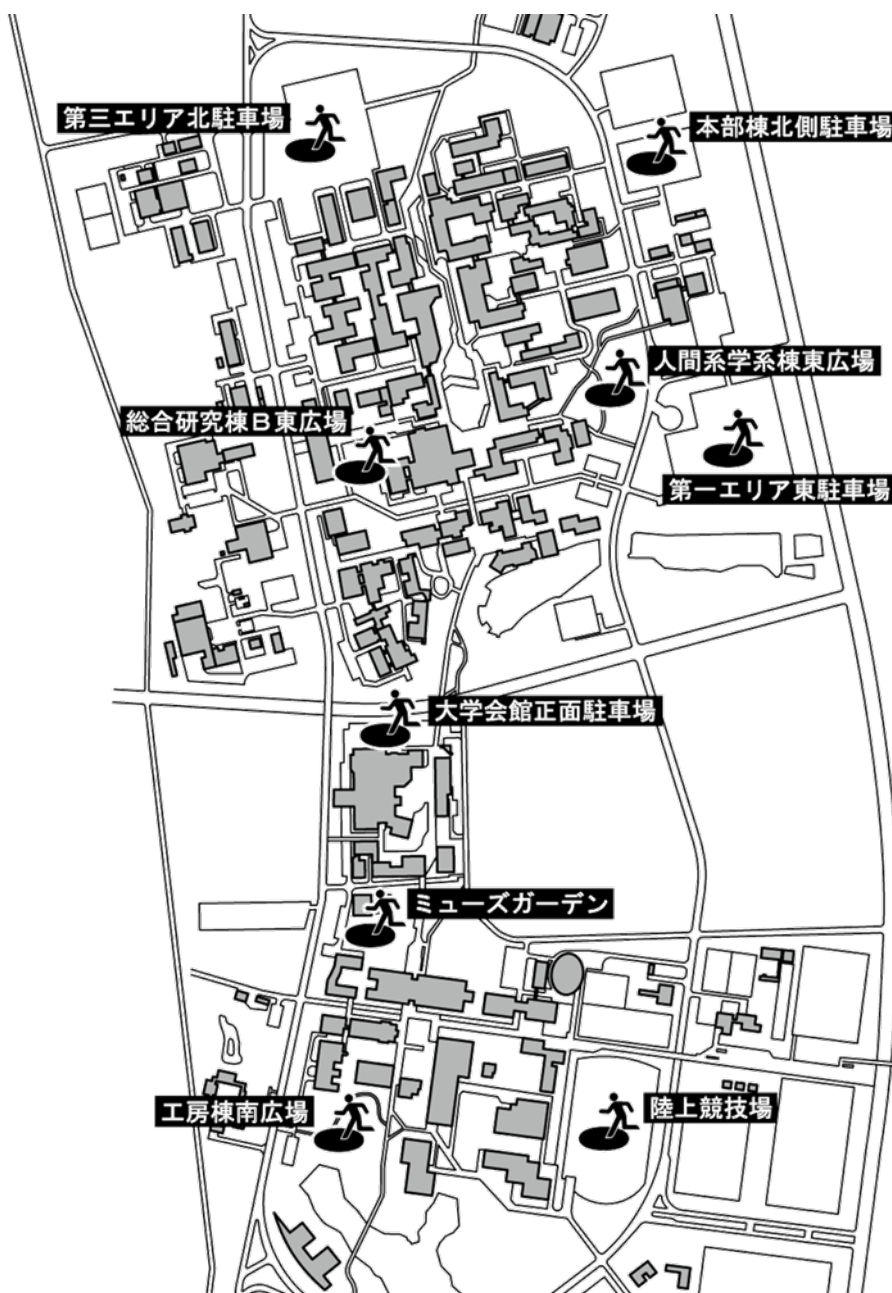 第三エリア北駐車場
本部棟北側駐車場
人間系学系棟東広場
総合研究棟B東広場
第一エリア東駐車場
大学会館正面駐車場
ミューズガーデン
工房棟南広場
陸上競技場